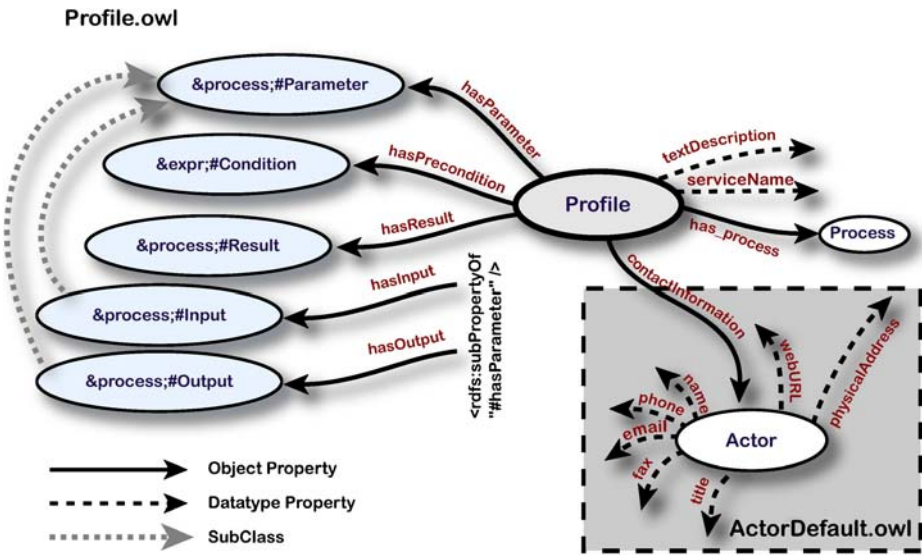 Profile.owl
&process;#Parameter
&expr;#Condition
&process;#Result
&process;#Input
&process;#Output
hasParameter
hasPrecondition
hasResult
hasInput
hasOutput
<rdfs:subPropertyOf
"#hasParameter" />
Profile
textDescription
serviceName
has_process
Process
contactInformation
Actor
name
phone
email
fax
title
webURL
physicalAddress
ActorDefault.owl
Object Property
Datatype Property
SubClass